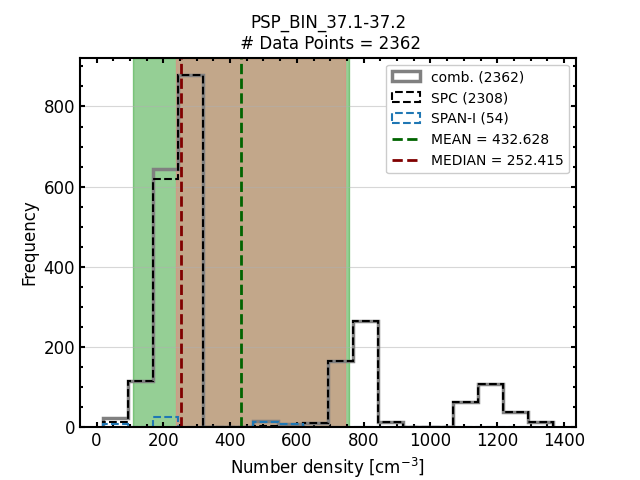 PSP_BIN_37.1-37.2
# Data Points = 2362
comb. (2362)
SPC (2308)
SPAN-I (54)
MEAN = 432.628
MEDIAN = 252.415
Frequency
800
600
400
200
0
0 200 400 600 800 1000 1200 1400
Number density [cm⁻³]